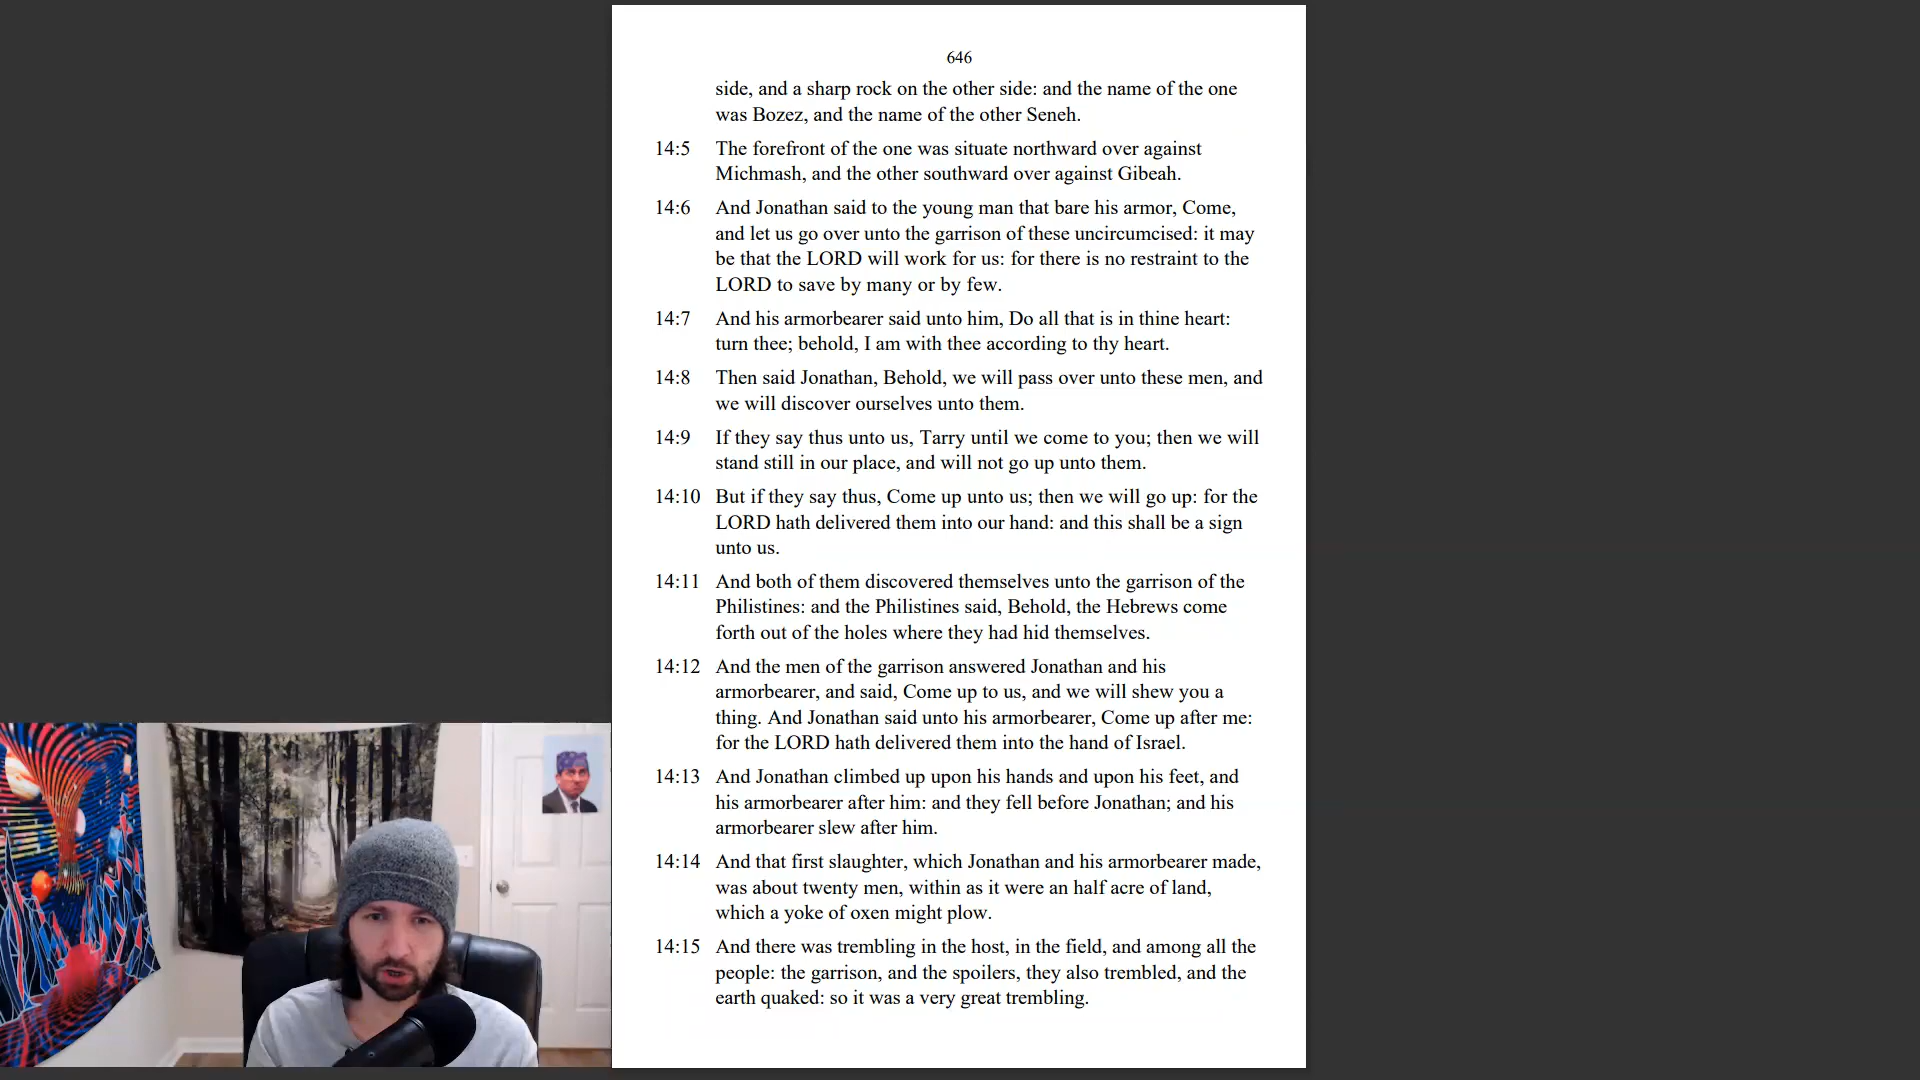 646
side, and a sharp rock on the other side: and the name of the one
was Bozez, and the name of the other Seneh.
14:5 The forefront of the one was situate northward over against
Michmash, and the other southward over against Gibeah.
14:6 And Jonathan said to the young man that bare his armor, Come,
and let us go over unto the garrison of these uncircumcised: it may
be that the LORD will work for us: for there is no restraint to the
LORD to save by many or by few.
14:7 And his armorbearer said unto him, Do all that is in thine heart:
turn thee; behold, I am with thee according to thy heart.
14:8 Then said Jonathan, Behold, we will pass over unto these men, and
we will discover ourselves unto them.
14:9 If they say thus unto us, Tarry until we come to you; then we will
stand still in our place, and will not go up unto them.
14:10 But if they say thus, Come up unto us; then we will go up: for the
LORD hath delivered them into our hand: and this shall be a sign
unto us.
14:11 And both of them discovered themselves unto the garrison of the
Philistines: and the Philistines said, Behold, the Hebrews come
forth out of the holes where they had hid themselves.
14:12 And the men of the garrison answered Jonathan and his
armorbearer, and said, Come up to us, and we will shew you a
thing. And Jonathan said unto his armorbearer, Come up after me:
for the LORD hath delivered them into the hand of Israel.
14:13 And Jonathan climbed up upon his hands and upon his feet, and
his armorbearer after him: and they fell before Jonathan; and his
armorbearer slew after him.
14:14 And that first slaughter, which Jonathan and his armorbearer made,
was about twenty men, within as it were an half acre of land,
which a yoke of oxen might plow.
14:15 And there was trembling in the host, in the field, and among all the
people: the garrison, and the spoilers, they also trembled, and the
earth quaked: so it was a very great trembling.